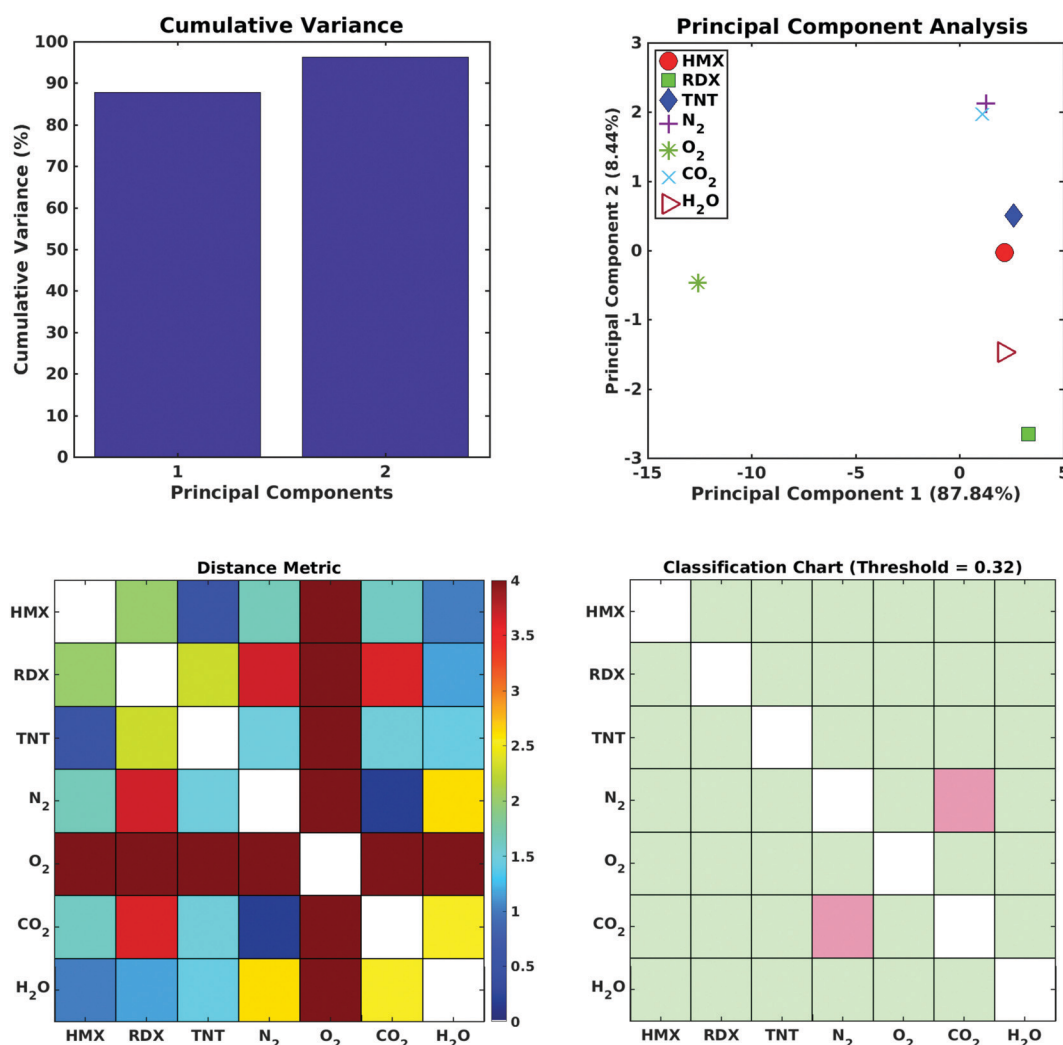 Cumulative Variance
Cumulative Variance (%)
100
90
80
70
60
50
40
30
20
10
0
1
2
Principal Components
Principal Component Analysis
Principal Component 2 (8.44%)
3
2
1
0
-1
-2
-3
HMX
RDX
TNT
N2
O2
CO2
H2O
-15
-10
-5
0
5
Principal Component 1 (87.84%)
Distance Metric
HMX
RDX
TNT
N2
O2
CO2
H2O
HMX RDX TNT N2 O2 CO2 H2O
4
3.5
3
2.5
2
1.5
1
0.5
0
Classification Chart (Threshold = 0.32)
HMX
RDX
TNT
N2
O2
CO2
H2O
HMX RDX TNT N2 O2 CO2 H2O